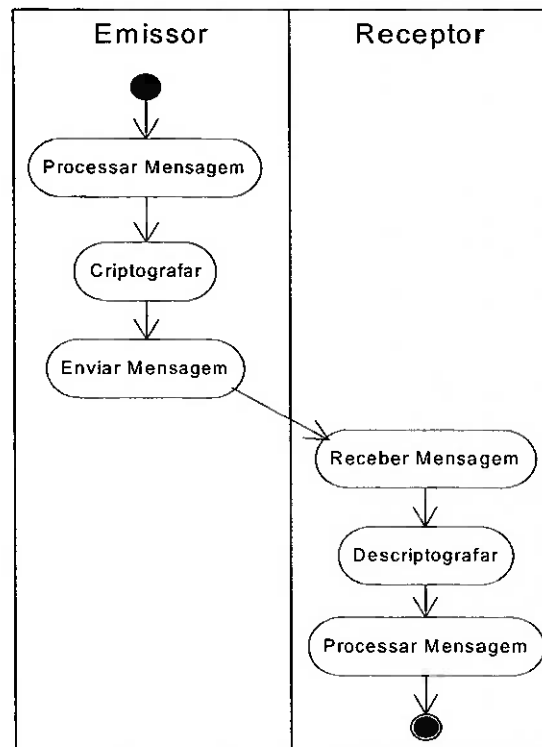 Emissor
Receptor
Processar Mensagem
Criptografar
Enviar Mensagem
Receber Mensagem
Descriptografar
Processar Mensagem